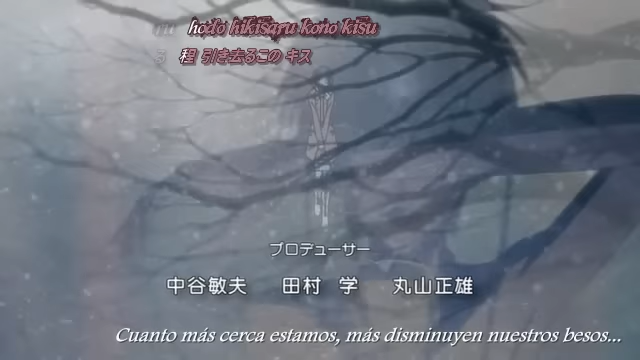 ru hodo hikisaru kono kisu
る 程 引き去るこの キス
プロデューサー
中谷敏夫 田村 学 丸山正雄
Cuanto más cerca estamos, más disminuyen nuestros besos...